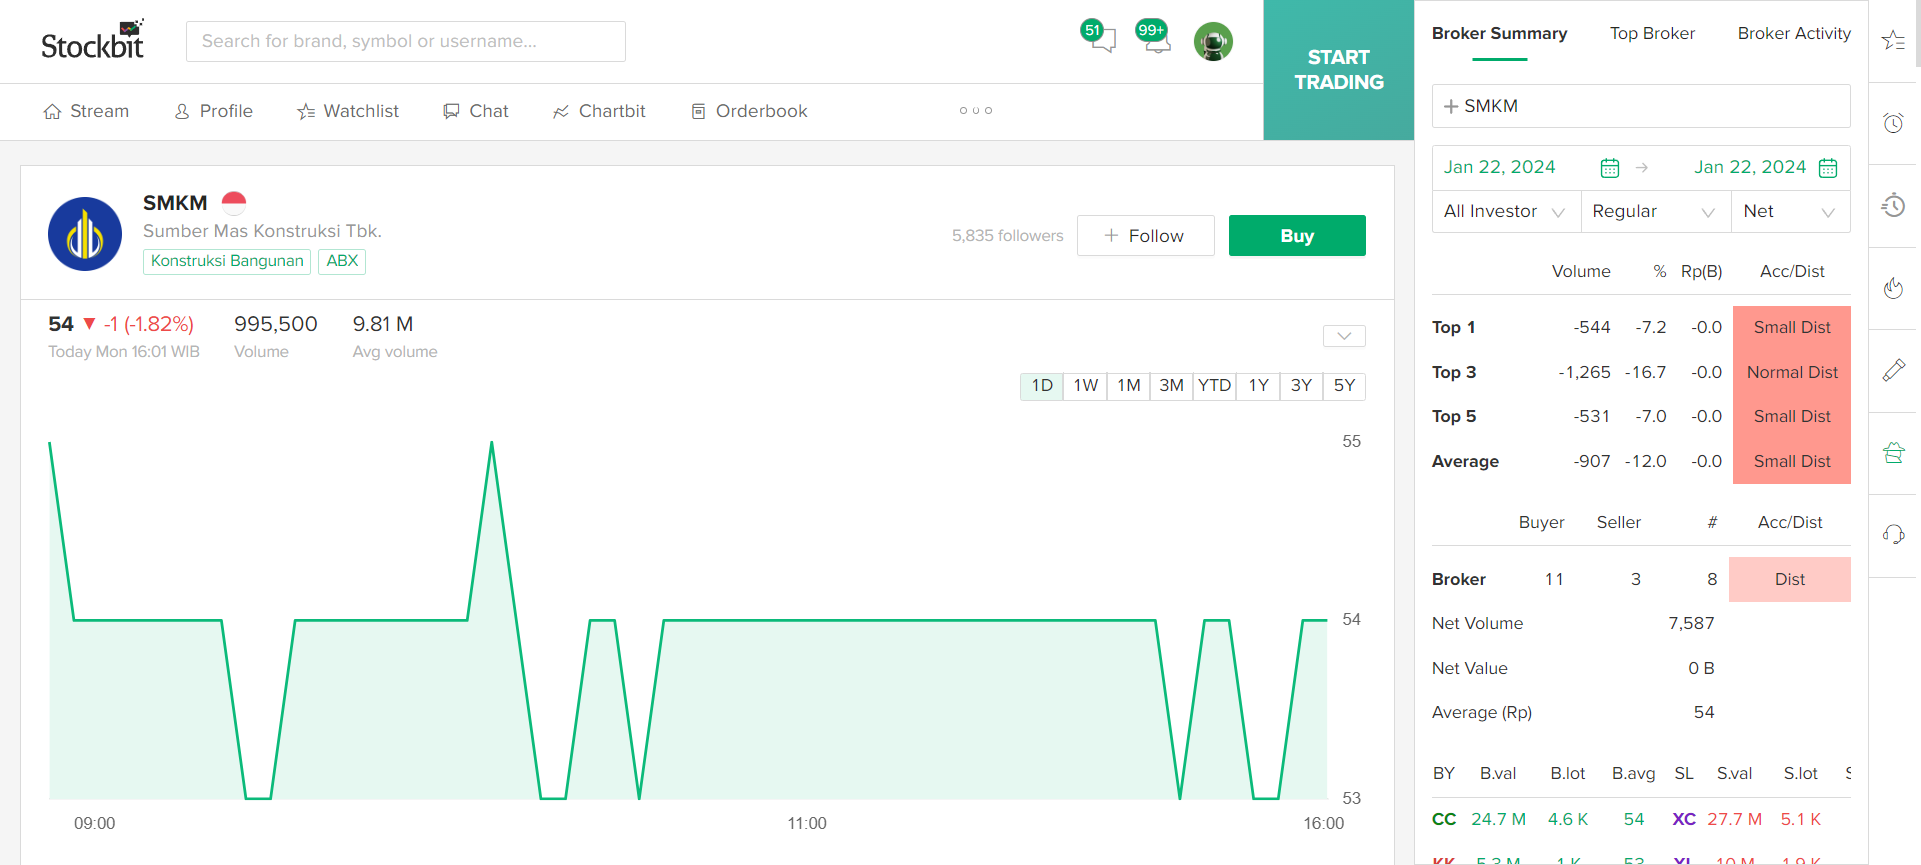 Stockbit
Search for brand, symbol or username...
51
99+
START
TRADING
Stream
Profile
Watchlist
Chat
Chartbit
Orderbook
SMKM
Sumber Mas Konstruksi Tbk.
Konstruksi Bangunan
ABX
5,835 followers
+ Follow
Buy
54 ▼ -1 (-1.82%)
Today Mon 16:01 WIB
995,500
Volume
9.81 M
Avg volume
1D 1W 1M 3M YTD 1Y 3Y 5Y
55
54
53
09:00 11:00 16:00
Broker Summary Top Broker Broker Activity
+ SMKM
Jan 22, 2024 → Jan 22, 2024
All Investor Regular Net
Volume % Rp(B) Acc/Dist
Top 1 -544 -7.2 -0.0 Small Dist
Top 3 -1,265 -16.7 -0.0 Normal Dist
Top 5 -531 -7.0 -0.0 Small Dist
Average -907 -12.0 -0.0 Small Dist
Buyer Seller # Acc/Dist
Broker 11 3 8 Dist
Net Volume 7,587
Net Value 0 B
Average (Rp) 54
BY B.val B.lot B.avg SL S.val S.lot
CC 24.7 M 4.6 K 54 XC 27.7 M 5.1 K